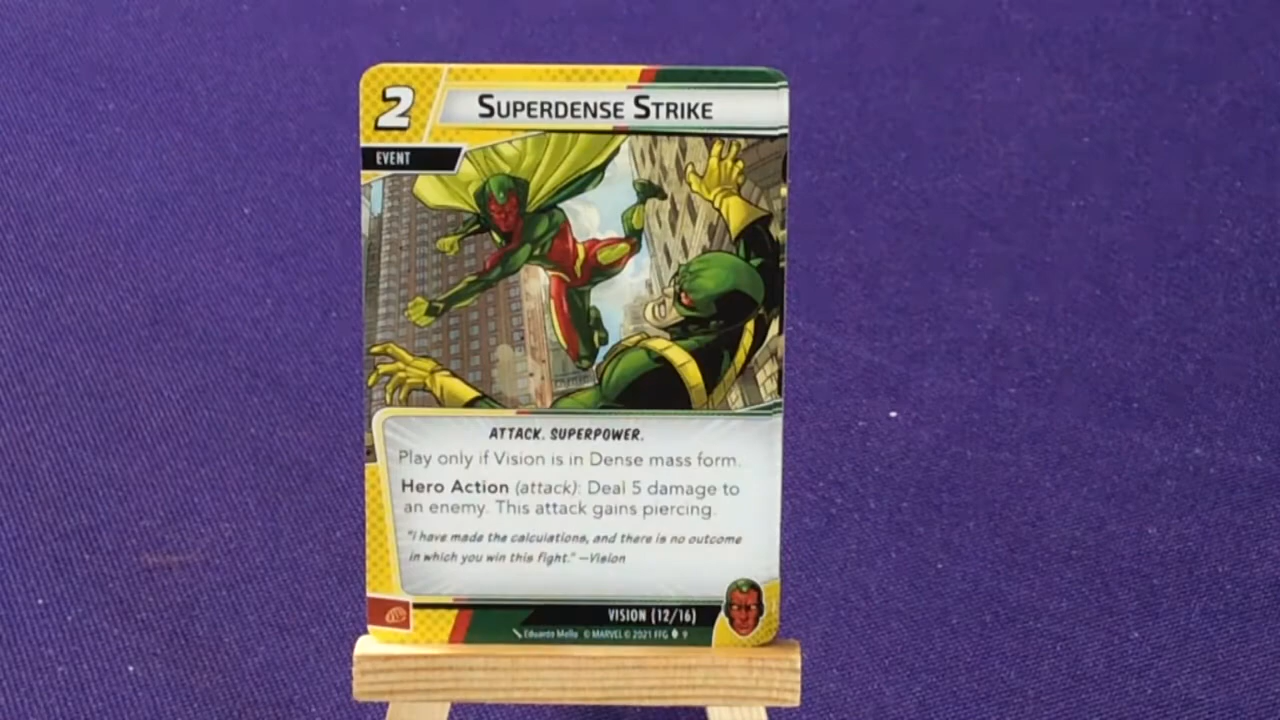 2
SUPERDENSE STRIKE
EVENT
ATTACK. SUPERPOWER.
Play only if Vision is in Dense mass form.
Hero Action (attack): Deal 5 damage to
an enemy. This attack gains piercing.
"I have made the calculations, and there is no outcome
in which you win this fight." —Vision
VISION (12/16)
Eduardo Mello © MARVEL © 2021 FFG 9